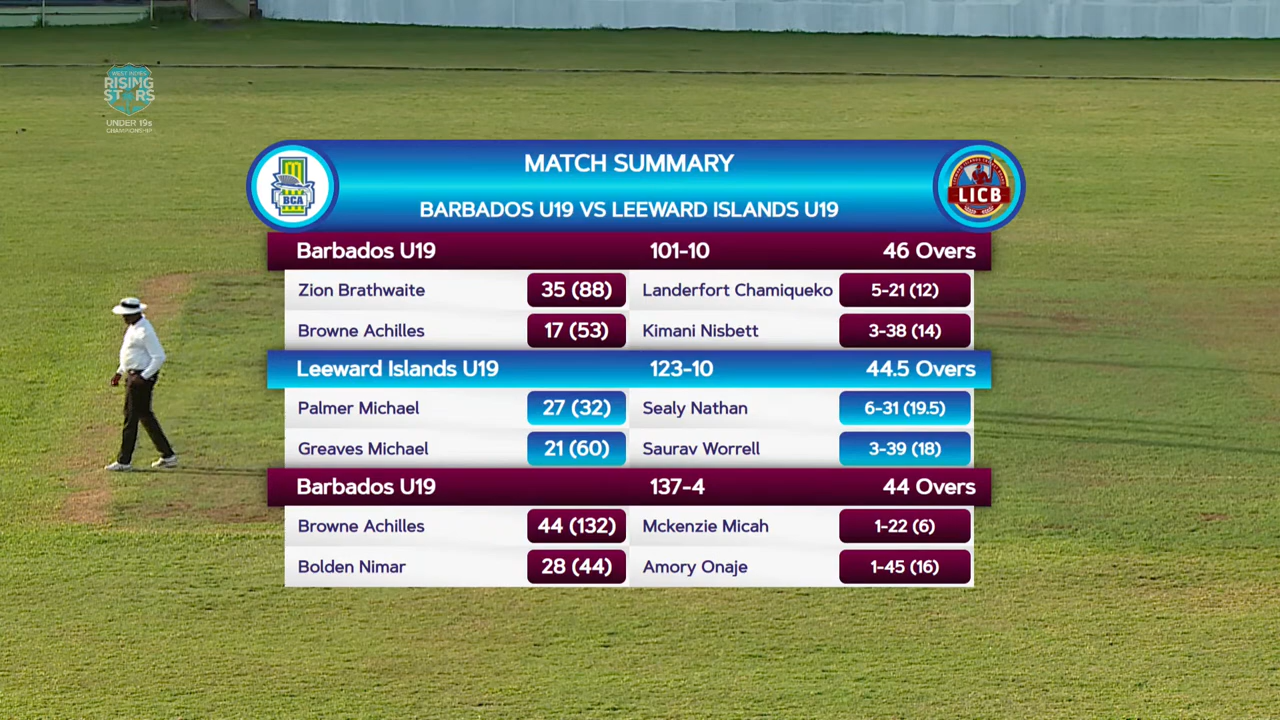 WEST INDIES
RISING
STARS
UNDER 19s
CHAMPIONSHIP
MATCH SUMMARY
BARBADOS U19 VS LEEWARD ISLANDS U19
BCA
LICB
Barbados U19 101-10 46 Overs
Zion Brathwaite 35 (88) Landerfort Chamiqueko 5-21 (12)
Browne Achilles 17 (53) Kimani Nisbett 3-38 (14)
Leeward Islands U19 123-10 44.5 Overs
Palmer Michael 27 (32) Sealy Nathan 6-31 (19.5)
Greaves Michael 21 (60) Saurav Worrell 3-39 (18)
Barbados U19 137-4 44 Overs
Browne Achilles 44 (132) Mckenzie Micah 1-22 (6)
Bolden Nimar 28 (44) Amory Onaje 1-45 (16)